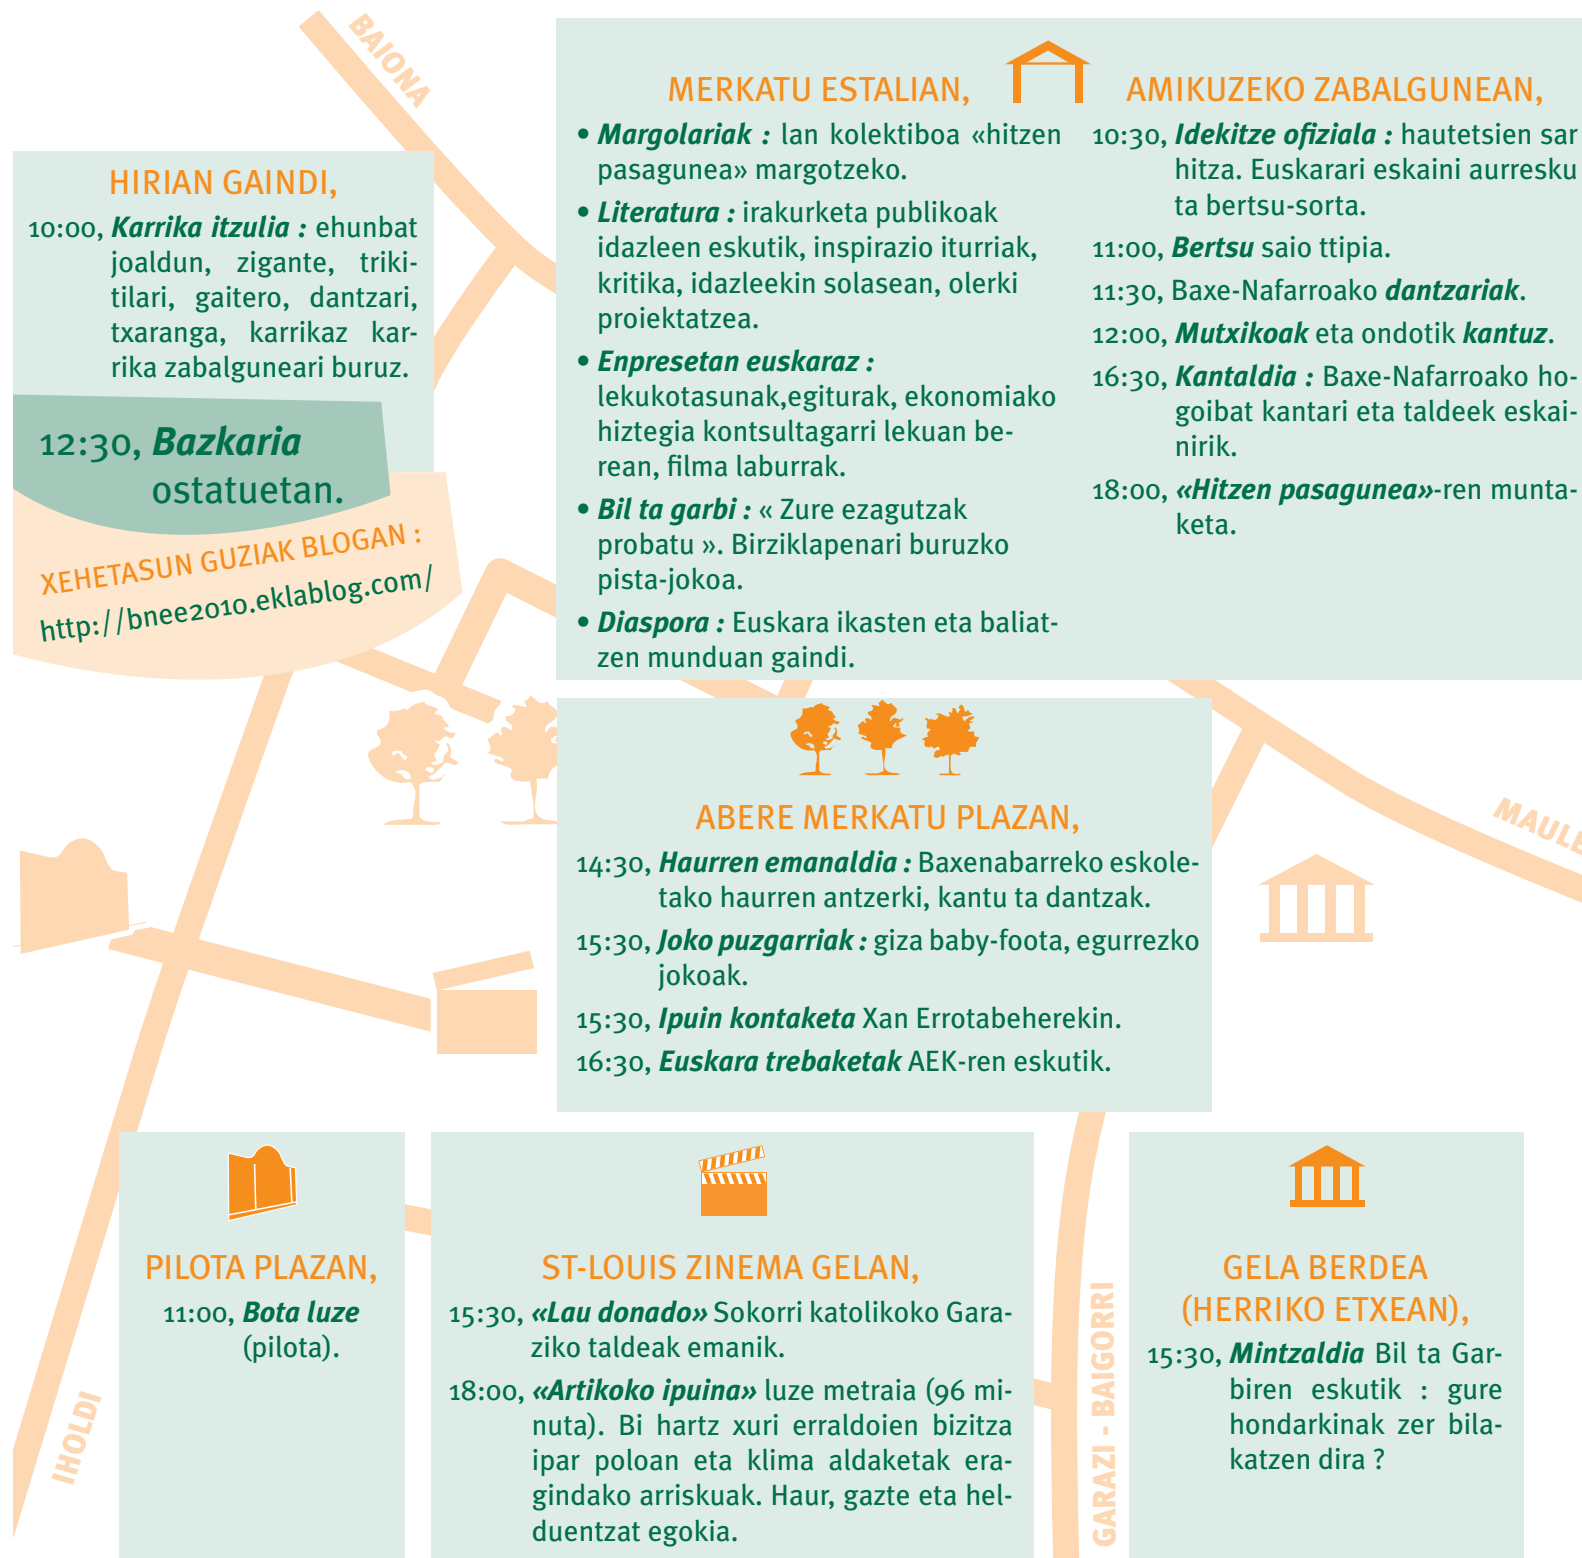 BAIONA
HIRIAN GAINDI,
10:00, Karrika itzulia : ehunbat
joaldun, zigante, triki-
tilari, gaitero, dantzari,
txaranga, karrikaz kar-
rika zabalguneari buruz.
12:30, Bazkaria
ostatuetan.
XEHETASUN GUZIAK BLOGAN :
http://bnee2010.eklablog.com/
MERKATU ESTALIAN,
• Margolariak : lan kolektiboa «hitzen
pasagunea» margotzeko.
• Literatura : irakurketa publikoak
idazleen eskutik, inspirazio iturriak,
kritika, idazleekin solasean, olerki
proiektatzea.
• Enpresetan euskaraz :
lekukotasunak,egiturak, ekonomiako
hiztegia kontsultagarri lekuan be-
rean, filma laburrak.
• Bil ta garbi : « Zure ezagutzak
probatu ». Birziklapenari buruzko
pista-jokoa.
• Diaspora : Euskara ikasten eta baliat-
zen munduan gaindi.
AMIKUZEKO ZABALGUNEAN,
10:30, Idekitze ofiziala : hautetsien sar
hitza. Euskarari eskaini aurresku
ta bertsu-sorta.
11:00, Bertsu saio ttipia.
11:30, Baxe-Nafarroako dantzariak.
12:00, Mutxikoak eta ondotik kantuz.
16:30, Kantaldia : Baxe-Nafarroako ho-
goibat kantari eta taldeek eskai-
nirik.
18:00, «Hitzen pasagunea»-ren munta-
keta.
ABERE MERKATU PLAZAN,
14:30, Haurren emanaldia : Baxenabarreko eskole-
tako haurren antzerki, kantu ta dantzak.
15:30, Joko puzgarriak : giza baby-foota, egurrezko
jokoak.
15:30, Ipuin kontaketa Xan Errotabeherekin.
16:30, Euskara trebaketak AEK-ren eskutik.
MAULE
PILOTA PLAZAN,
11:00, Bota luze
(pilota).
IHOLDI
ST-LOUIS ZINEMA GELAN,
15:30, «Lau donado» Sokorri katolikoko Gara-
ziko taldeak emanik.
18:00, «Artikoko ipuina» luze metraia (96 mi-
nuta). Bi hartz xuri erraldoien bizitza
ipar poloan eta klima aldaketak era-
gindako arriskuak. Haur, gazte eta hel-
duentzat egokia.
GARAZI - BAIGORRI
GELA BERDEA
(HERRIKO ETXEAN),
15:30, Mintzaldia Bil ta Gar-
biren eskutik : gure
hondarkinak zer bila-
katzen dira ?